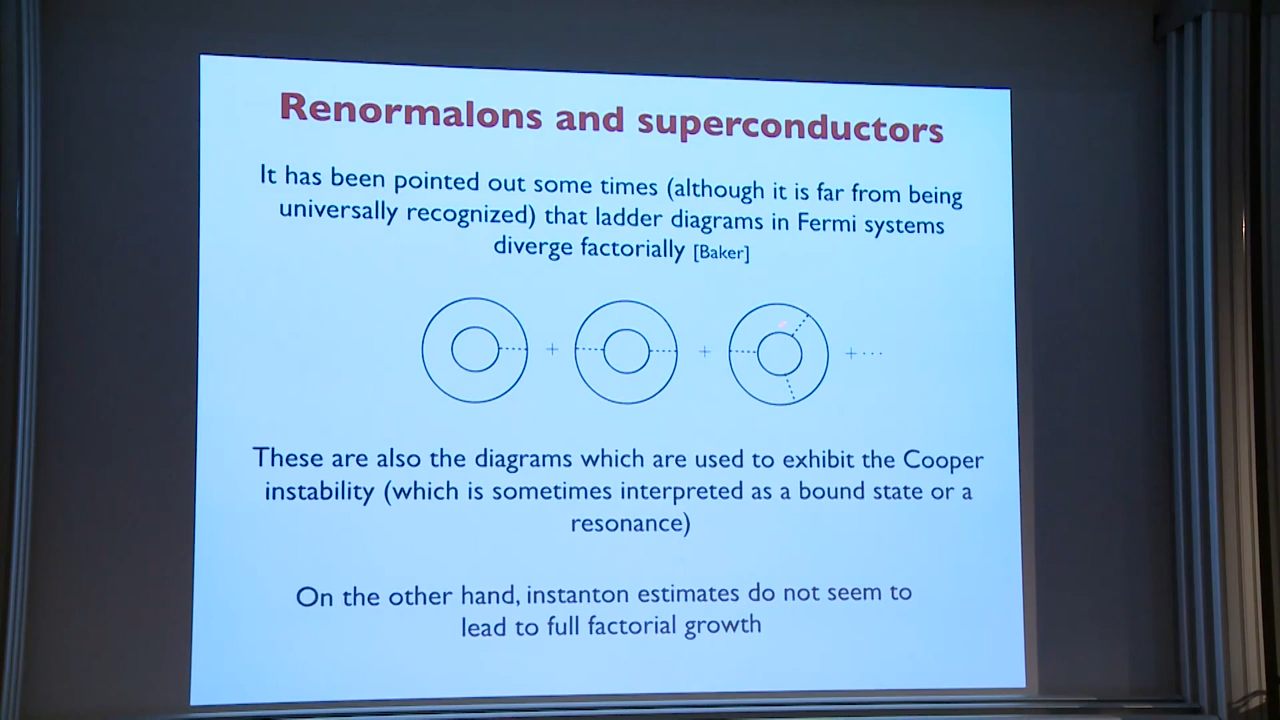 Renormalons and superconductors
It has been pointed out some times (although it is far from being
universally recognized) that ladder diagrams in Fermi systems
diverge factorially [Baker]
+ + +···
These are also the diagrams which are used to exhibit the Cooper
instability (which is sometimes interpreted as a bound state or a
resonance)
On the other hand, instanton estimates do not seem to
lead to full factorial growth